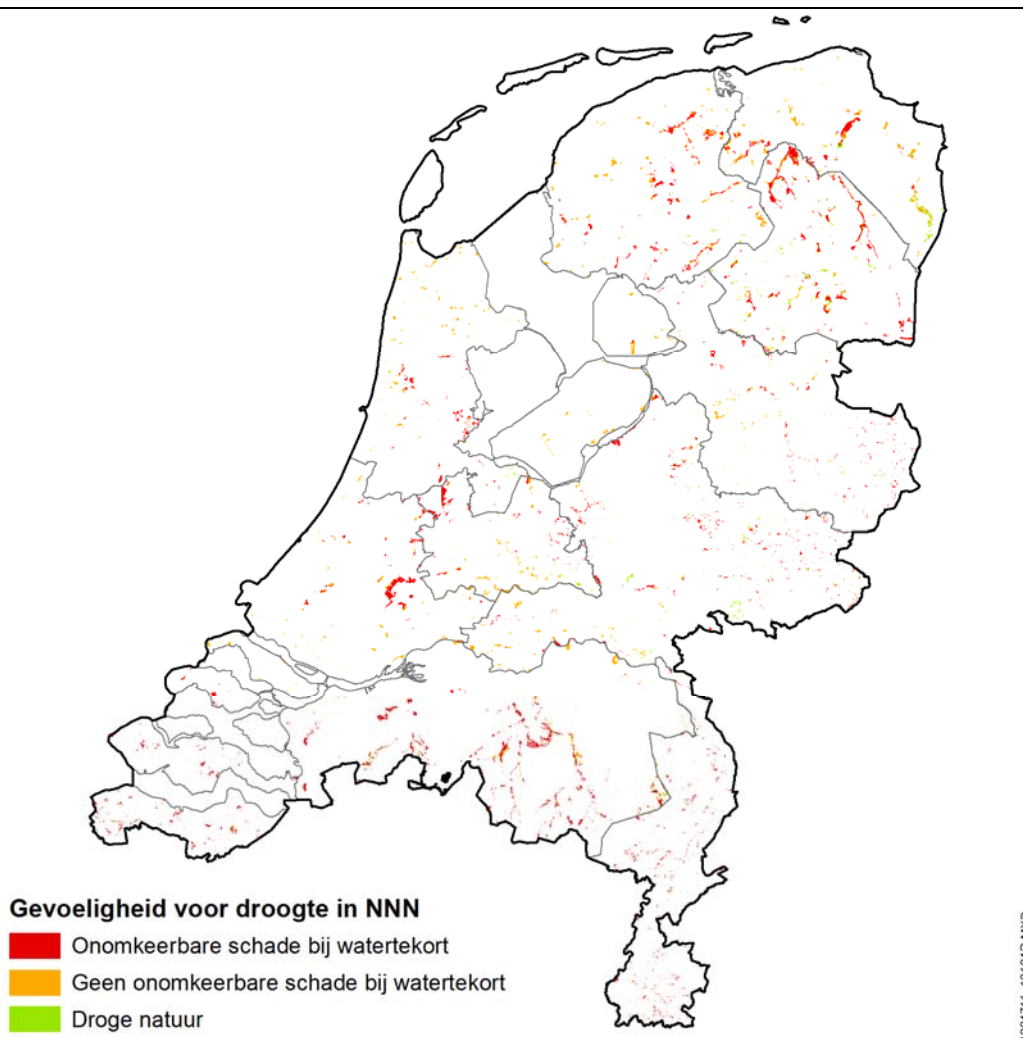 Gevoeligheid voor droogte in NNN
Onomkeerbare schade bij watertekort
Geen onomkeerbare schade bij watertekort
Droge natuur